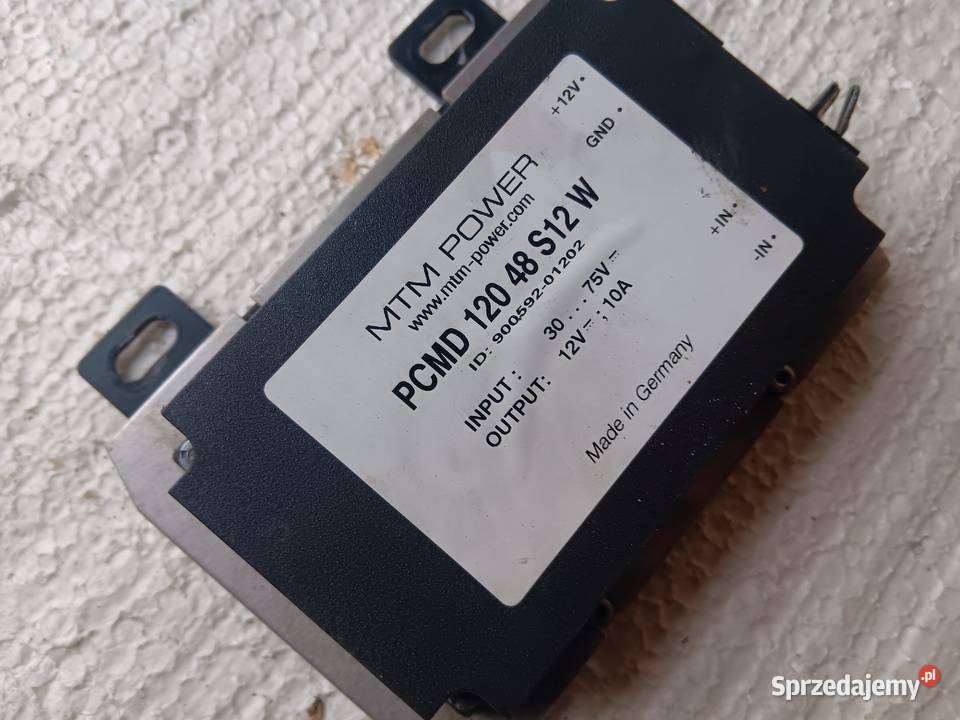 MTM POWER
www.mtm-power.com
PCMD 120 48 S12 W
ID: 900592-01202
INPUT : 30....75V⎓
OUTPUT: 12V⎓; 10A
Made in Germany
+12V •
GND •
+IN •
-IN •
Sprzedajemy.pl